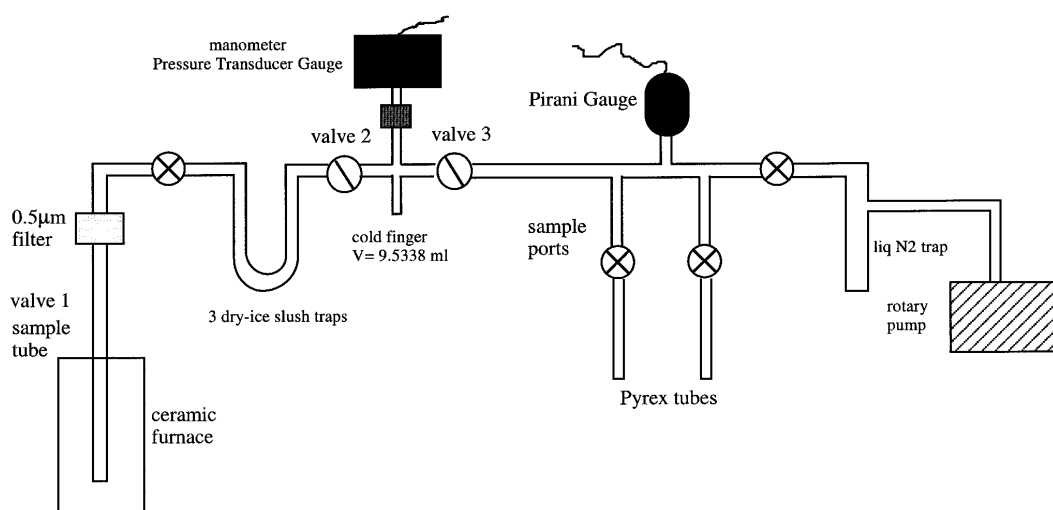 manometer
Pressure Transducer Gauge
Pirani Gauge
valve 2
valve 3
0.5µm
filter
cold finger
V= 9.5338 ml
sample
ports
liq N2 trap
valve 1
sample
tube
3 dry-ice slush traps
rotary
pump
Pyrex tubes
ceramic
furnace